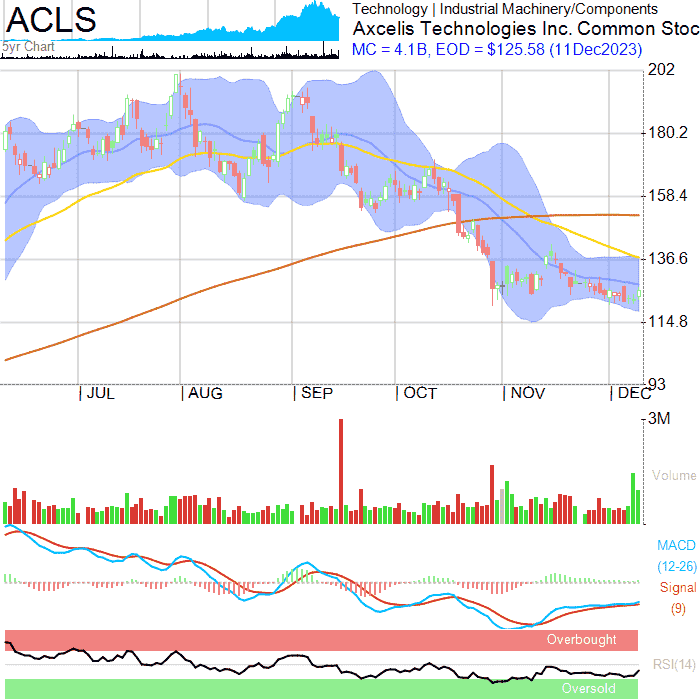 ACLS
5yr Chart
Technology | Industrial Machinery/Components
Axcelis Technologies Inc. Common Stoc
MC = 4.1B, EOD = $125.58 (11Dec2023)
202
180.2
158.4
136.6
114.8
93
| JUL | AUG | SEP | OCT | NOV | DEC
3M
Volume
MACD
(12-26)
Signal
(9)
Overbought
RSI(14)
Oversold